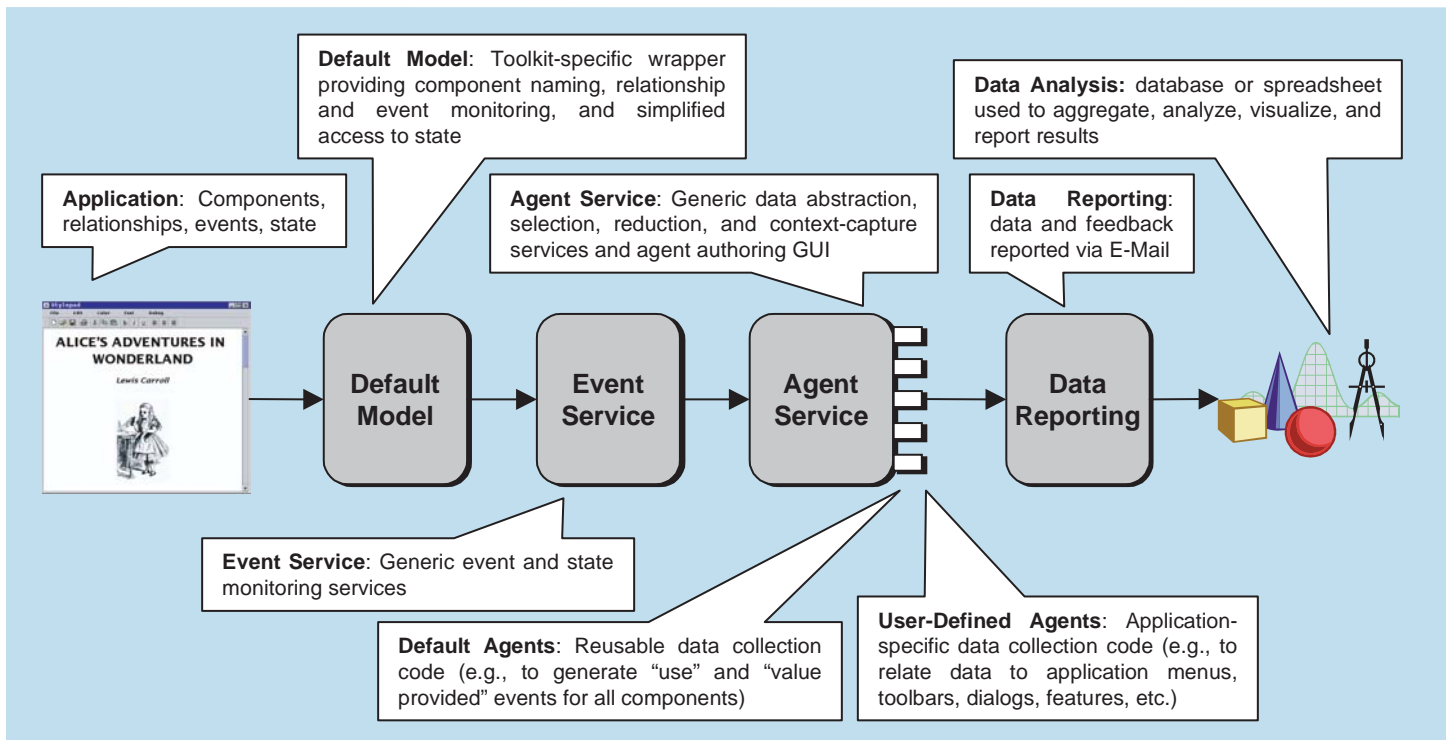 Default Model: Toolkit-specific wrapper
providing component naming, relationship
and event monitoring, and simplified
access to state
Data Analysis: database or spreadsheet
used to aggregate, analyze, visualize, and
report results
Application: Components,
relationships, events, state
Agent Service: Generic data abstraction,
selection, reduction, and context-capture
services and agent authoring GUI
Data Reporting:
data and feedback
reported via E-Mail
Stylepad
File Edit Color Font Debug
ALICE'S ADVENTURES IN
WONDERLAND
Lewis Carroll
Default
Model
Event
Service
Agent
Service
Data
Reporting
Event Service: Generic event and state
monitoring services
Default Agents: Reusable data collection
code (e.g., to generate “use” and “value
provided” events for all components)
User-Defined Agents: Application-
specific data collection code (e.g., to
relate data to application menus,
toolbars, dialogs, features, etc.)